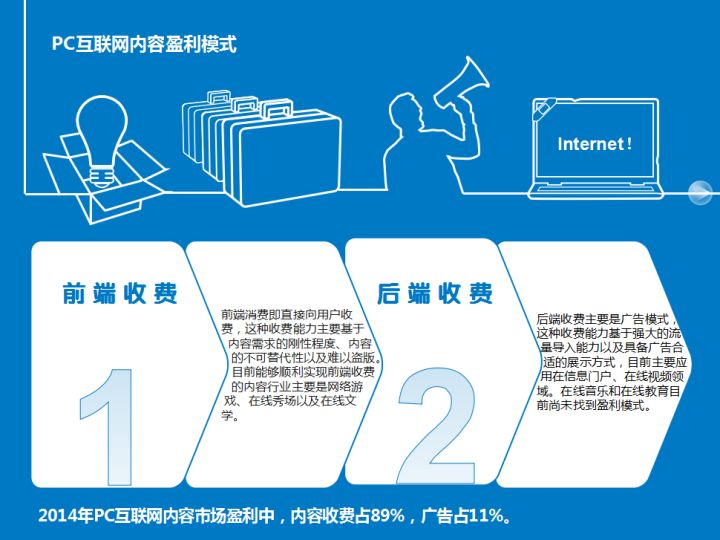 PC互联网内容盈利模式
Internet!
前端收费
前端消费即直接向用户收
费，这种收费能力主要基于
内容需求的刚性程度、内容
的不可替代性以及难以盗版。
目前能够顺利实现前端收费
的内容行业主要是网络游
戏、在线秀场以及在线文
学。
1
后端收费
后端收费主要是广告模式，
这种收费能力基于强大的流
量导入能力以及具备广告合
适的展示方式，目前主要应
用在信息门户、在线视频领
域。在线音乐和在线教育目
前尚未找到盈利模式。
2
2014年PC互联网内容市场盈利中，内容收费占89%，广告占11%。